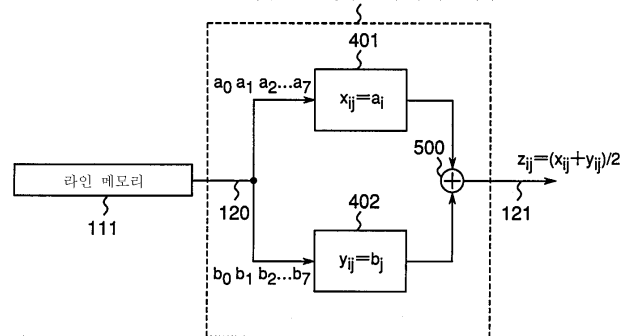 401
a₀ a₁ a₂...a₇
xᵢⱼ=aᵢ
500
zᵢⱼ=(xᵢⱼ+yᵢⱼ)/2
라인 메모리
111
120
121
402
yᵢⱼ=bⱼ
b₀ b₁ b₂...b₇